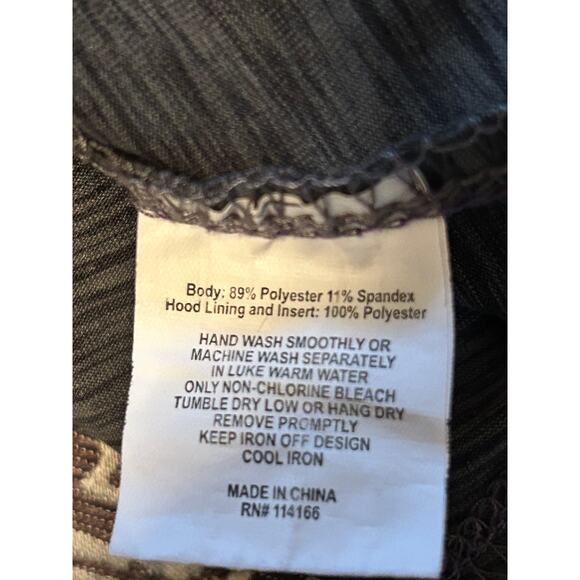 Body: 89% Polyester 11% Spandex
Hood Lining and Insert: 100% Polyester
HAND WASH SMOOTHLY OR
MACHINE WASH SEPARATELY
IN LUKE WARM WATER
ONLY NON-CHLORINE BLEACH
TUMBLE DRY LOW OR HANG DRY
REMOVE PROMPTLY
KEEP IRON OFF DESIGN
COOL IRON
MADE IN CHINA
RN# 114166